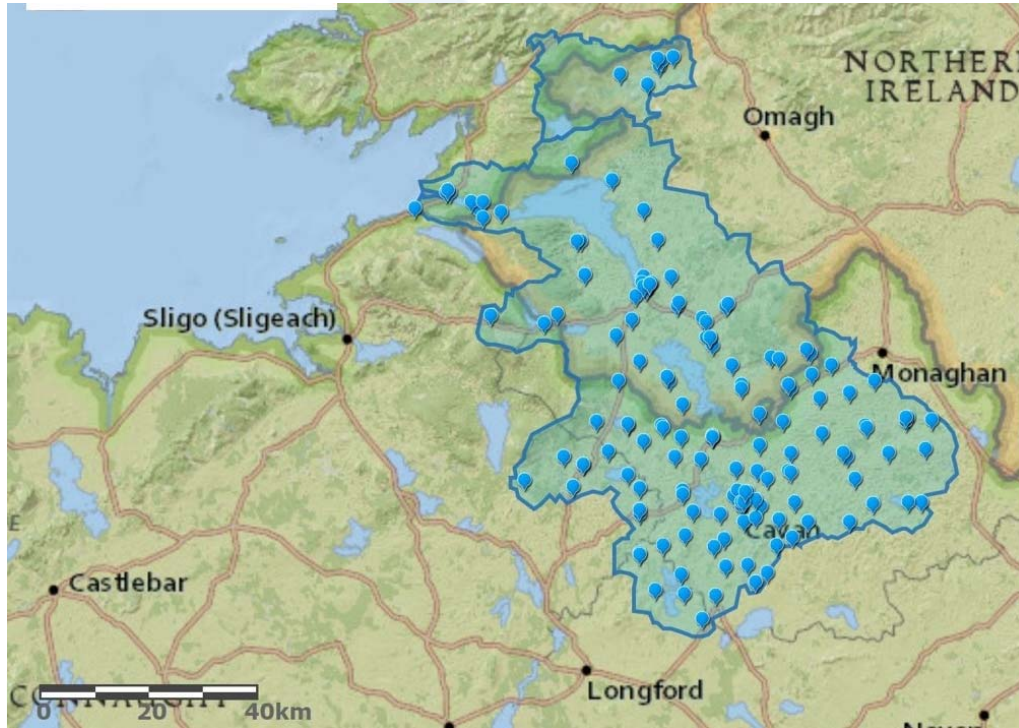 NORTHERN
IRELAND
Omagh
Sligo (Sligeach)
Monaghan
Cavan
Castlebar
Longford
0 20 40km